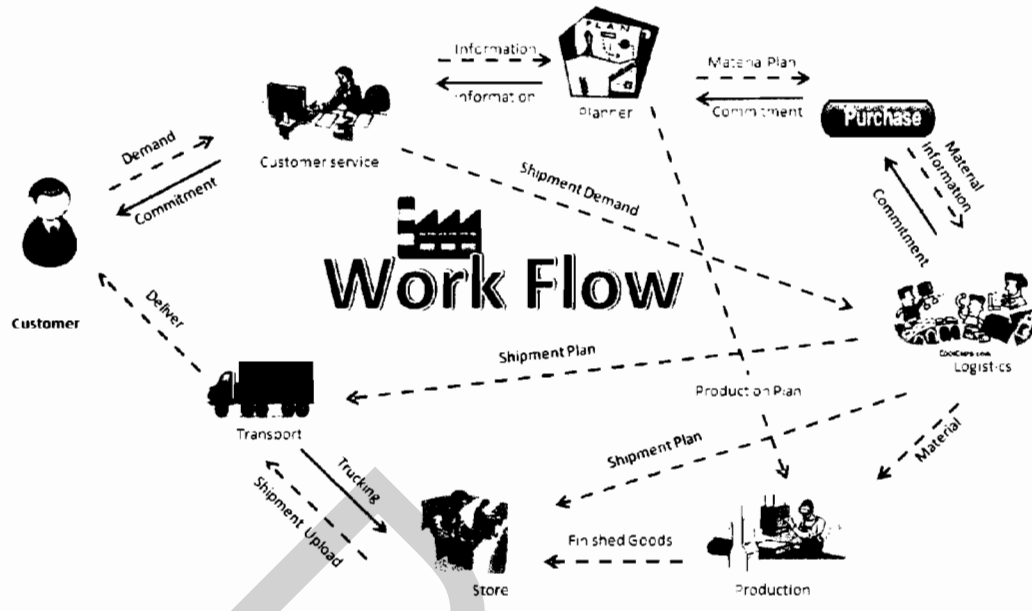 PLAN
Information
Information
Planner
Material Plan
Commitment
Purchase
Customer service
Demand
Commitment
Material
Information
Commitment
Shipment Demand
Work Flow
Customer
Deliver
Shipment Plan
Logistics
Transport
Production Plan
Shipment Plan
Material
Trucking
Shipment Upload
Finished Goods
Store
Production